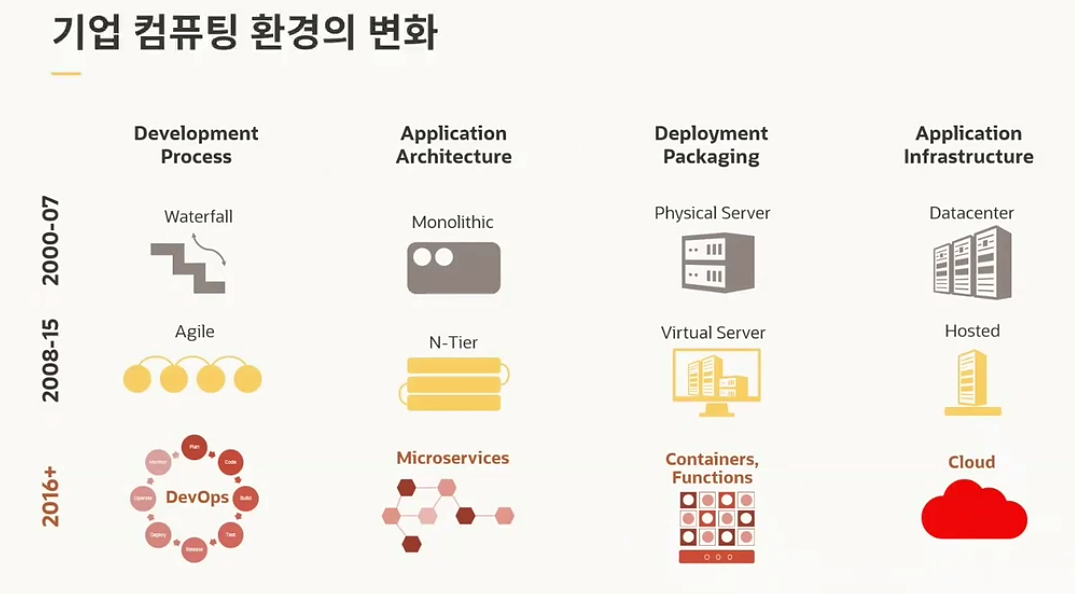 기업 컴퓨팅 환경의 변화
Development
Process
Application
Architecture
Deployment
Packaging
Application
Infrastructure
2000-07
Waterfall
Monolithic
Physical Server
Datacenter
2008-15
Agile
N-Tier
Virtual Server
Hosted
2016+
DevOps
Plan
Code
Build
Test
Release
Deploy
Operate
Monitor
Microservices
Containers,
Functions
Cloud